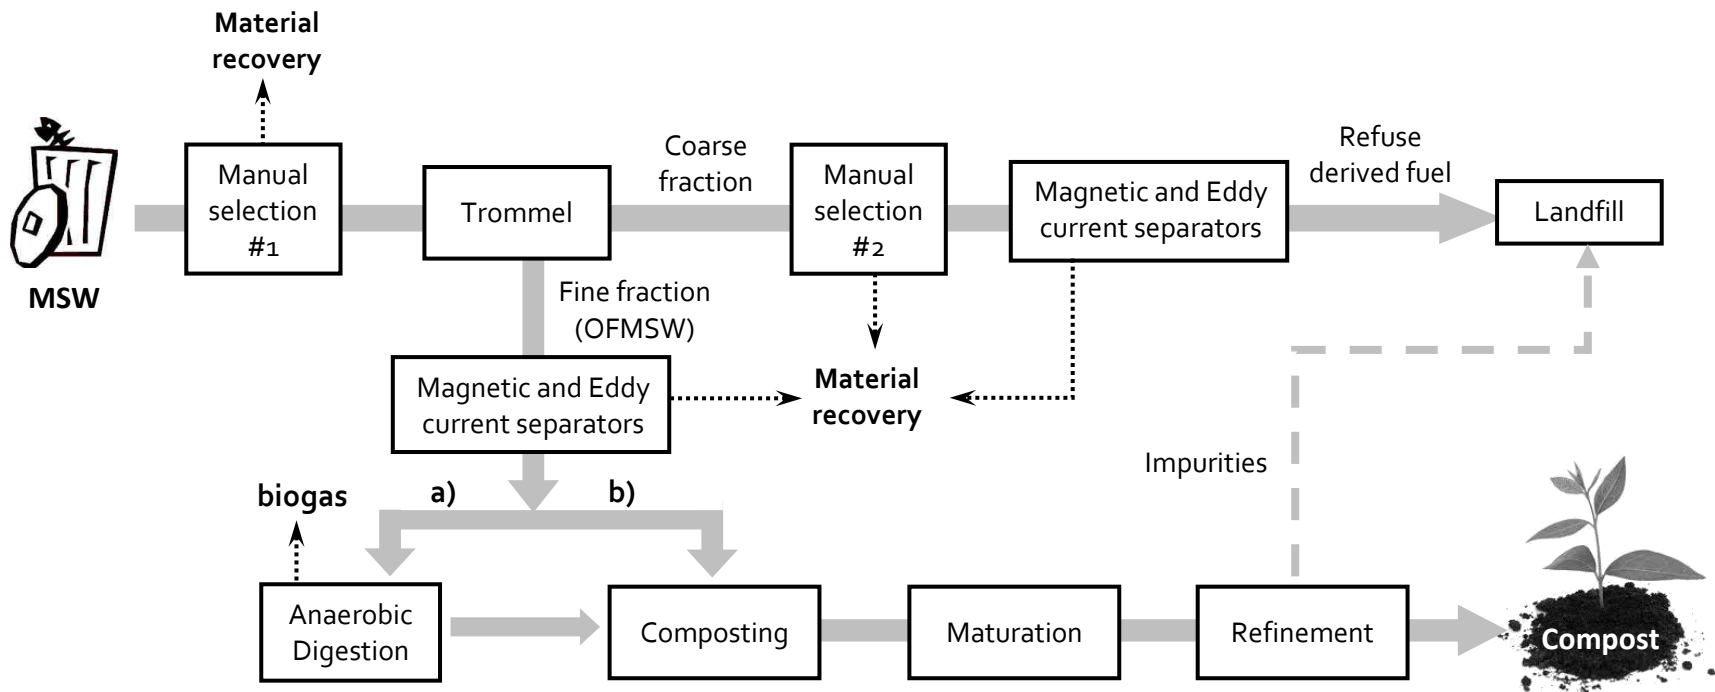 Material
recovery
MSW
Manual
selection
#1
Trommel
Coarse
fraction
Manual
selection
#2
Magnetic and Eddy
current separators
Refuse
derived fuel
Landfill
Fine fraction
(OFMSW)
Magnetic and Eddy
current separators
Material
recovery
Impurities
a)
b)
biogas
Anaerobic
Digestion
Composting
Maturation
Refinement
Compost